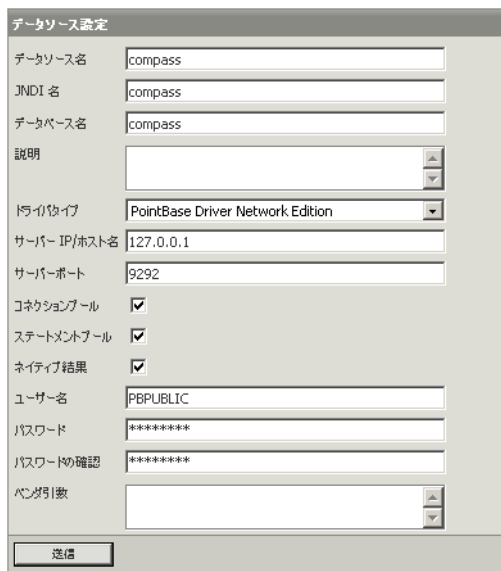 データソース設定
データソース名 compass
JNDI 名 compass
データベース名 compass
説明
ドライバタイプ PointBase Driver Network Edition
サーバー IP/ホスト名 127.0.0.1
サーバーポート 9292
コネクションプール
ステートメントプール
ネイティブ結果
ユーザー名 PBPUBLIC
パスワード ********
パスワードの確認 ********
ベンダ引数
送信